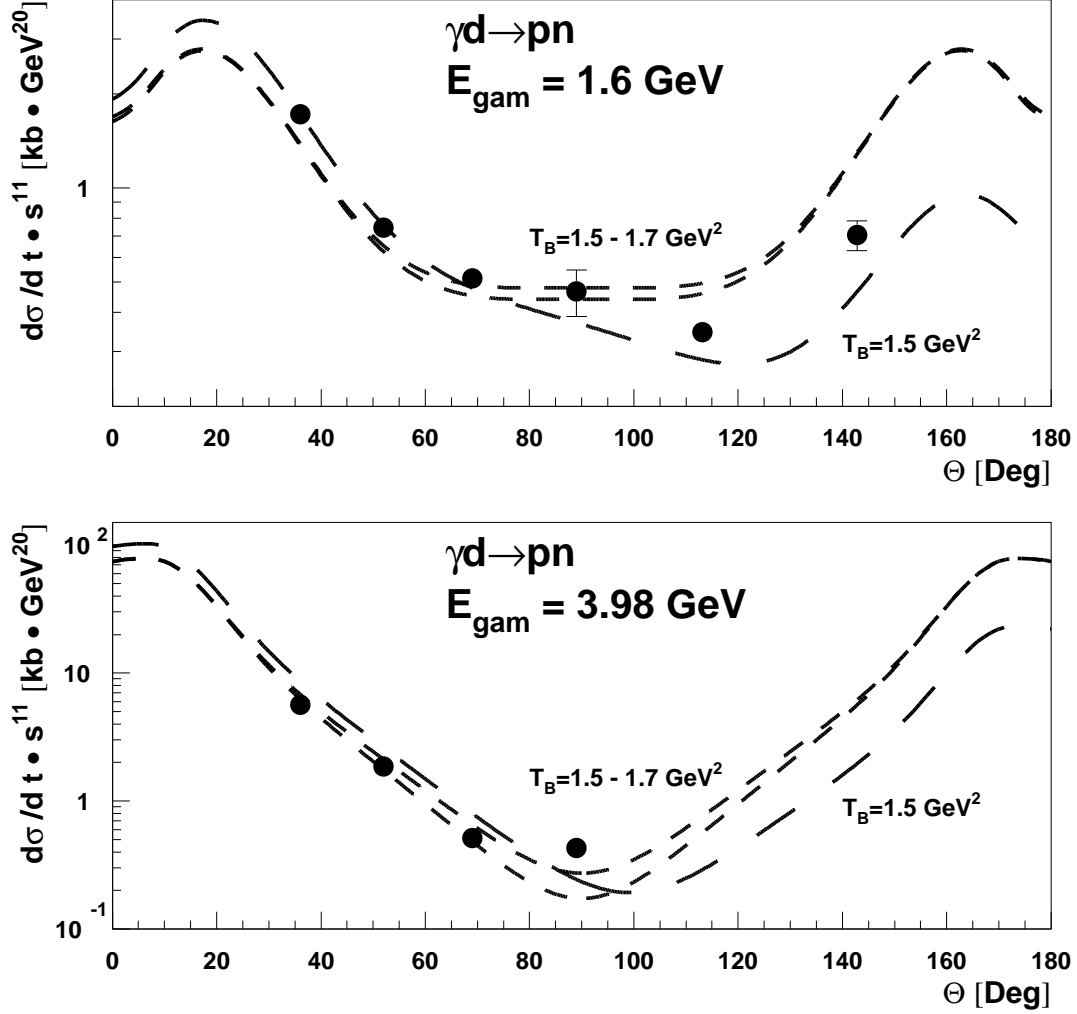 γd→pn
E_gam = 1.6 GeV
dσ/d t • s^11 [kb • GeV^20]
1
T_B=1.5 - 1.7 GeV^2
T_B=1.5 GeV^2
0 20 40 60 80 100 120 140 160 180
Θ [Deg]
γd→pn
E_gam = 3.98 GeV
dσ/d t • s^11 [kb • GeV^20]
10^2
10
1
10^-1
T_B=1.5 - 1.7 GeV^2
T_B=1.5 GeV^2
0 20 40 60 80 100 120 140 160 180
Θ [Deg]